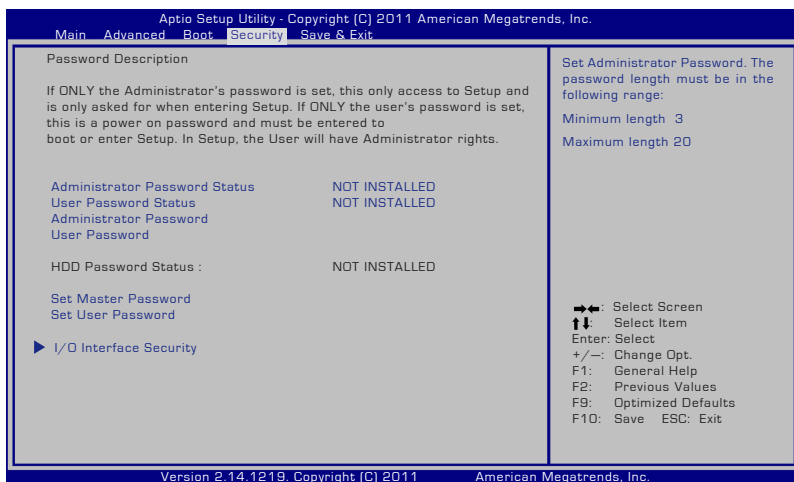 Aptio Setup Utility - Copyright (C) 2011 American Megatrends, Inc.
Main Advanced Boot Security Save & Exit
Password Description
If ONLY the Administrator's password is set, this only access to Setup and
is only asked for when entering Setup. If ONLY the user's password is set,
this is a power on password and must be entered to
boot or enter Setup. In Setup, the User will have Administrator rights.
Administrator Password Status NOT INSTALLED
User Password Status NOT INSTALLED
Administrator Password
User Password
HDD Password Status : NOT INSTALLED
Set Master Password
Set User Password
I/O Interface Security
Set Administrator Password. The
password length must be in the
following range:
Minimum length 3
Maximum length 20
→←: Select Screen
↑↓: Select Item
Enter: Select
+/—: Change Opt.
F1: General Help
F2: Previous Values
F9: Optimized Defaults
F10: Save ESC: Exit
Version 2.14.1219. Copyright (C) 2011 American Megatrends, Inc.